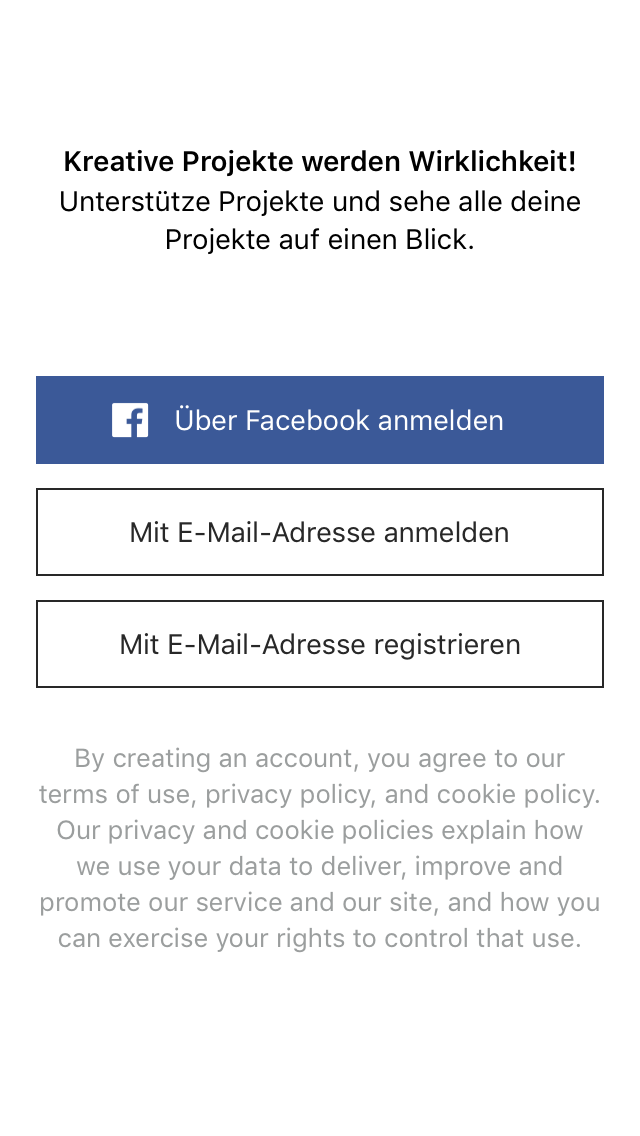 Kreative Projekte werden Wirklichkeit!
Unterstütze Projekte und sehe alle deine
Projekte auf einen Blick.
Über Facebook anmelden
Mit E-Mail-Adresse anmelden
Mit E-Mail-Adresse registrieren
By creating an account, you agree to our
terms of use, privacy policy, and cookie policy.
Our privacy and cookie policies explain how
we use your data to deliver, improve and
promote our service and our site, and how you
can exercise your rights to control that use.